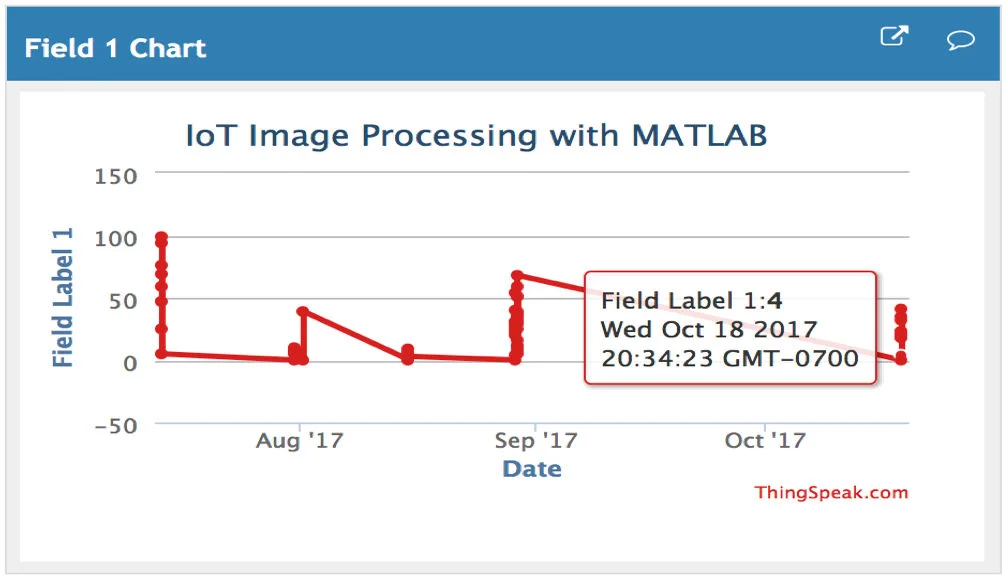 Field 1 Chart
IoT Image Processing with MATLAB
150
100
50
0
−50
Field Label 1
Field Label 1:4
Wed Oct 18 2017
20:34:23 GMT−0700
Aug '17
Sep '17
Oct '17
Date
ThingSpeak.com